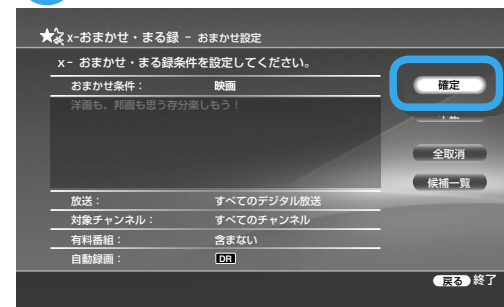 x-おまかせ・まる録 - おまかせ設定
x- おまかせ・まる録条件を設定してください。
おまかせ条件： 映画
確定
洋画も、邦画も思う存分楽しもう！
全取消
候補一覧
放送： すべてのデジタル放送
対象チャンネル： すべてのチャンネル
有料番組： 含まない
自動録画： DR
戻る 終了